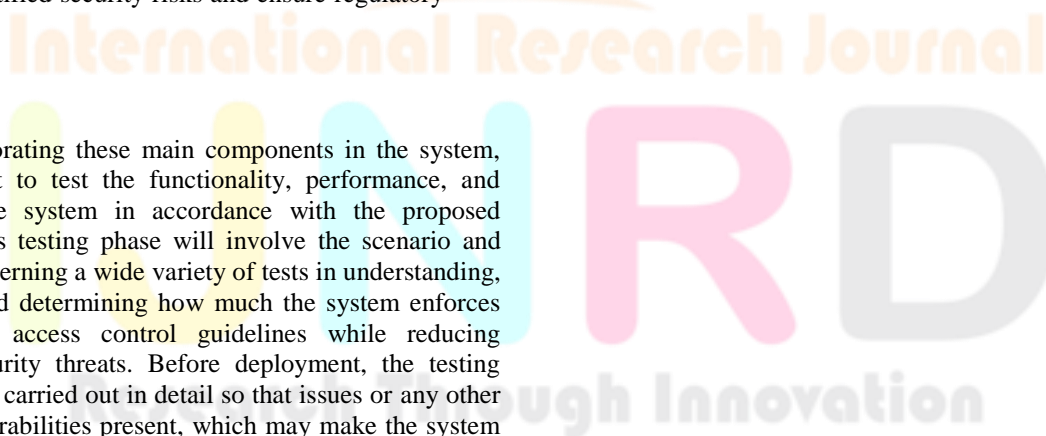 tified security risks and ensure regulatory
International Research Journal
IJNRD
orating these main components in the system,
t to test the functionality, performance, and
e system in accordance with the proposed
s testing phase will involve the scenario and
erning a wide variety of tests in understanding,
d determining how much the system enforces
access control guidelines while reducing
urity threats. Before deployment, the testing
carried out in detail so that issues or any other
rabilities present, which may make the system
Research Through Innovation